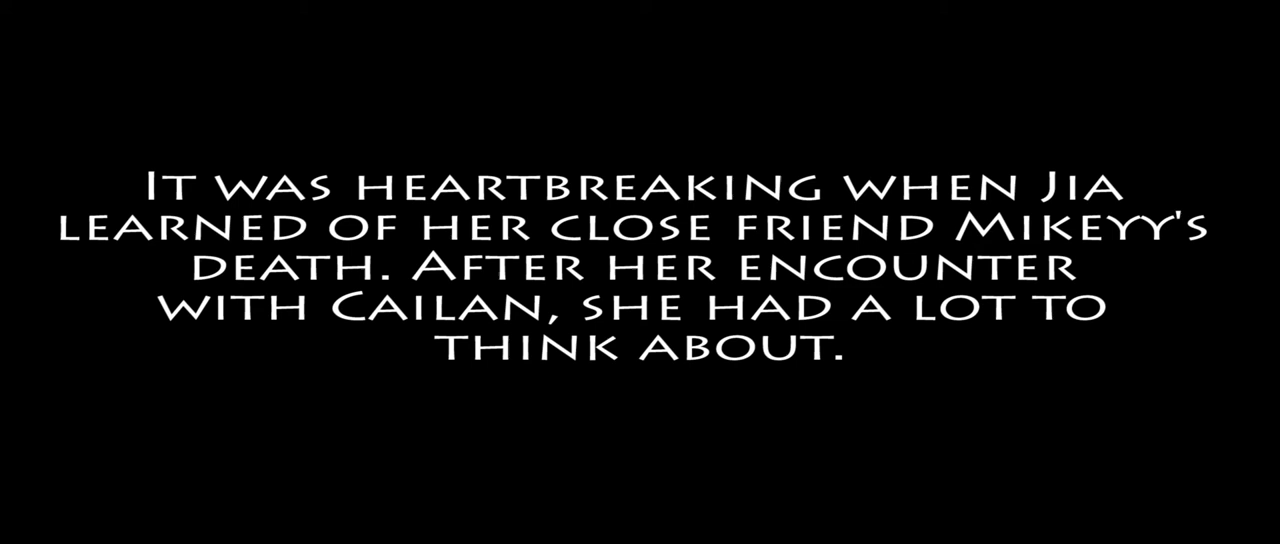 It was heartbreaking when Jia
learned of her close friend Mikeyy's
death. After her encounter
with Cailan, she had a lot to
think about.